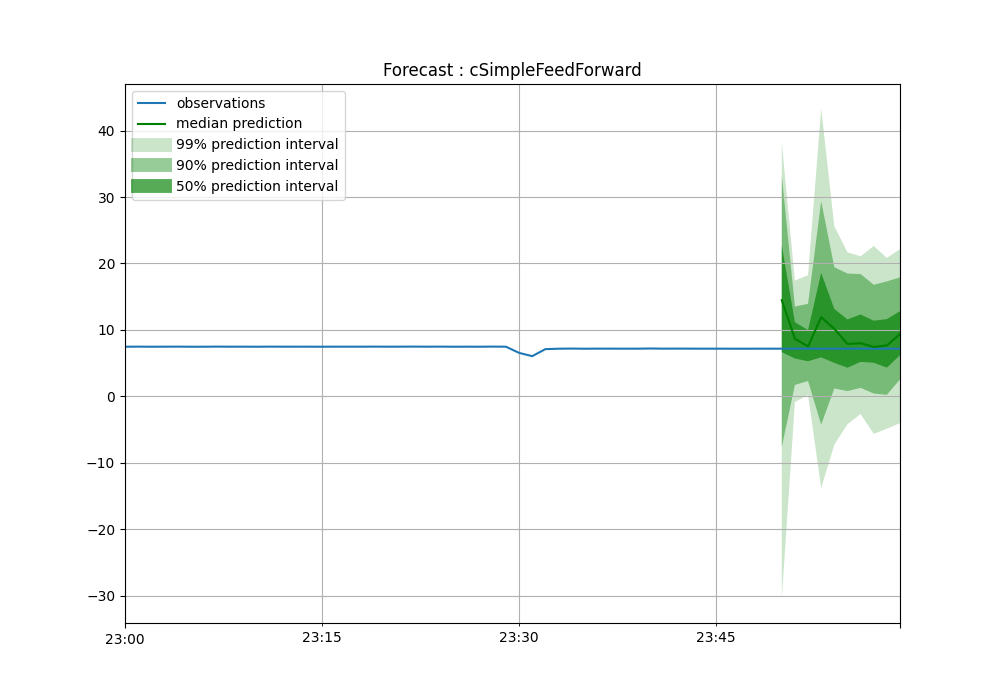 Forecast : cSimpleFeedForward
observations
median prediction
99% prediction interval
90% prediction interval
50% prediction interval
40
30
20
10
0
−10
−20
−30
23:00
23:15
23:30
23:45